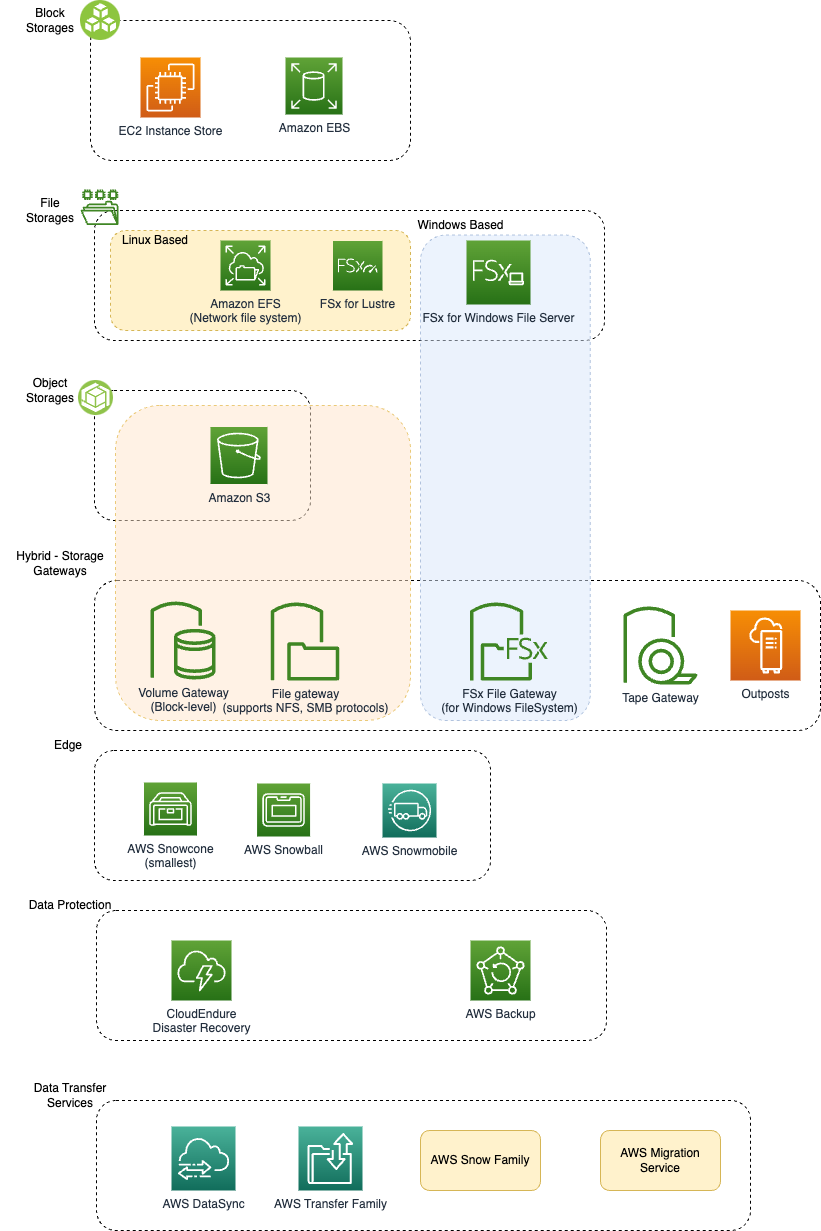 Block
Storages
EC2 Instance Store
Amazon EBS
File
Storages
Linux Based
Windows Based
Amazon EFS
(Network file system)
FSx
FSx for Lustre
FSx
FSx for Windows File Server
Object
Storages
Amazon S3
Hybrid - Storage
Gateways
Volume Gateway
(Block-level)
File gateway
(supports NFS, SMB protocols)
FSx
FSx File Gateway
(for Windows FileSystem)
Tape Gateway
Outposts
Edge
AWS Snowcone
(smallest)
AWS Snowball
AWS Snowmobile
Data Protection
CloudEndure
Disaster Recovery
AWS Backup
Data Transfer
Services
AWS DataSync
AWS Transfer Family
AWS Snow Family
AWS Migration
Service